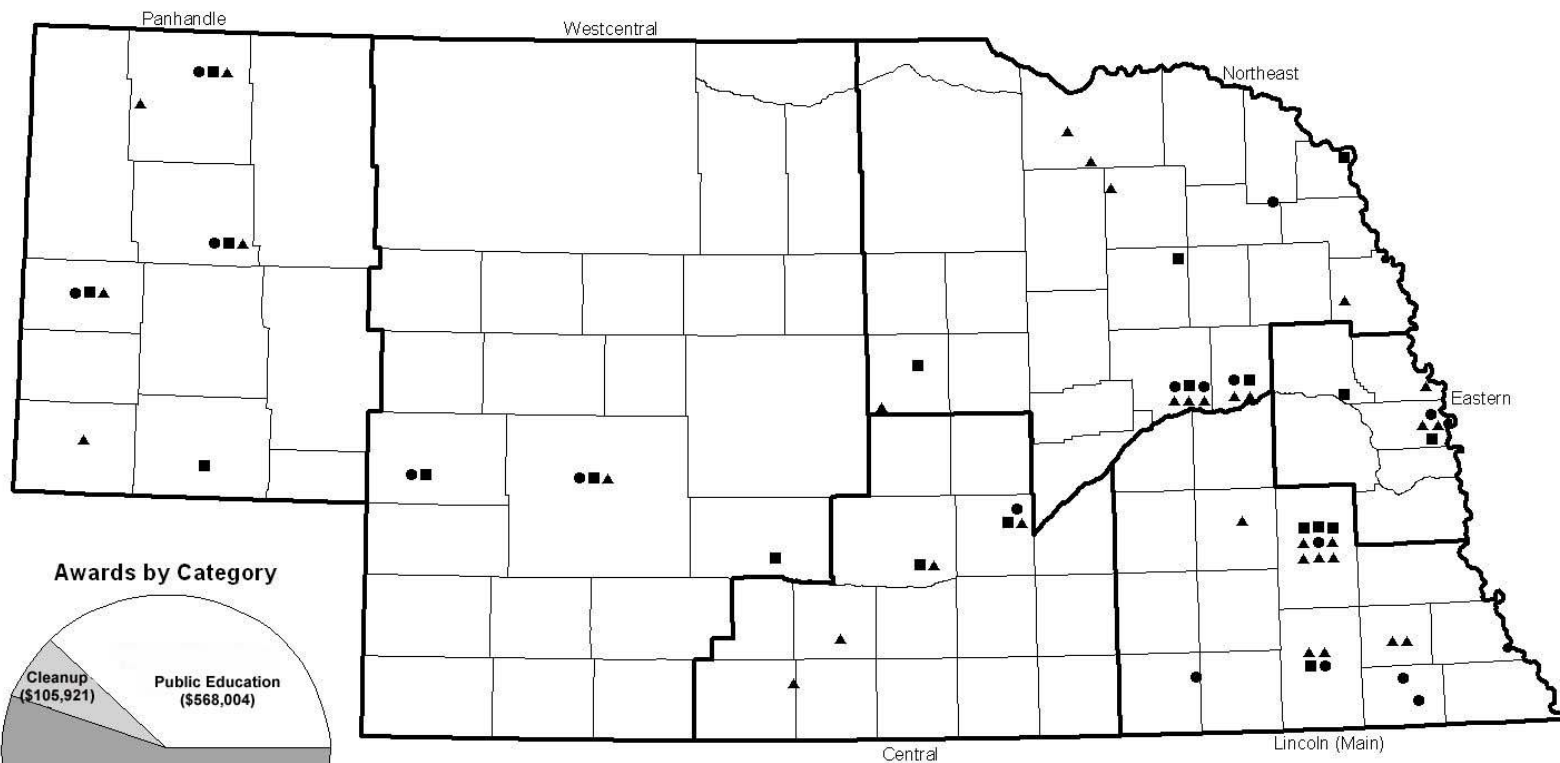 Panhandle
Westcentral
Northeast
Eastern
Awards by Category
Cleanup
($105,921)
Public Education
($568,004)
Central
Lincoln (Main)